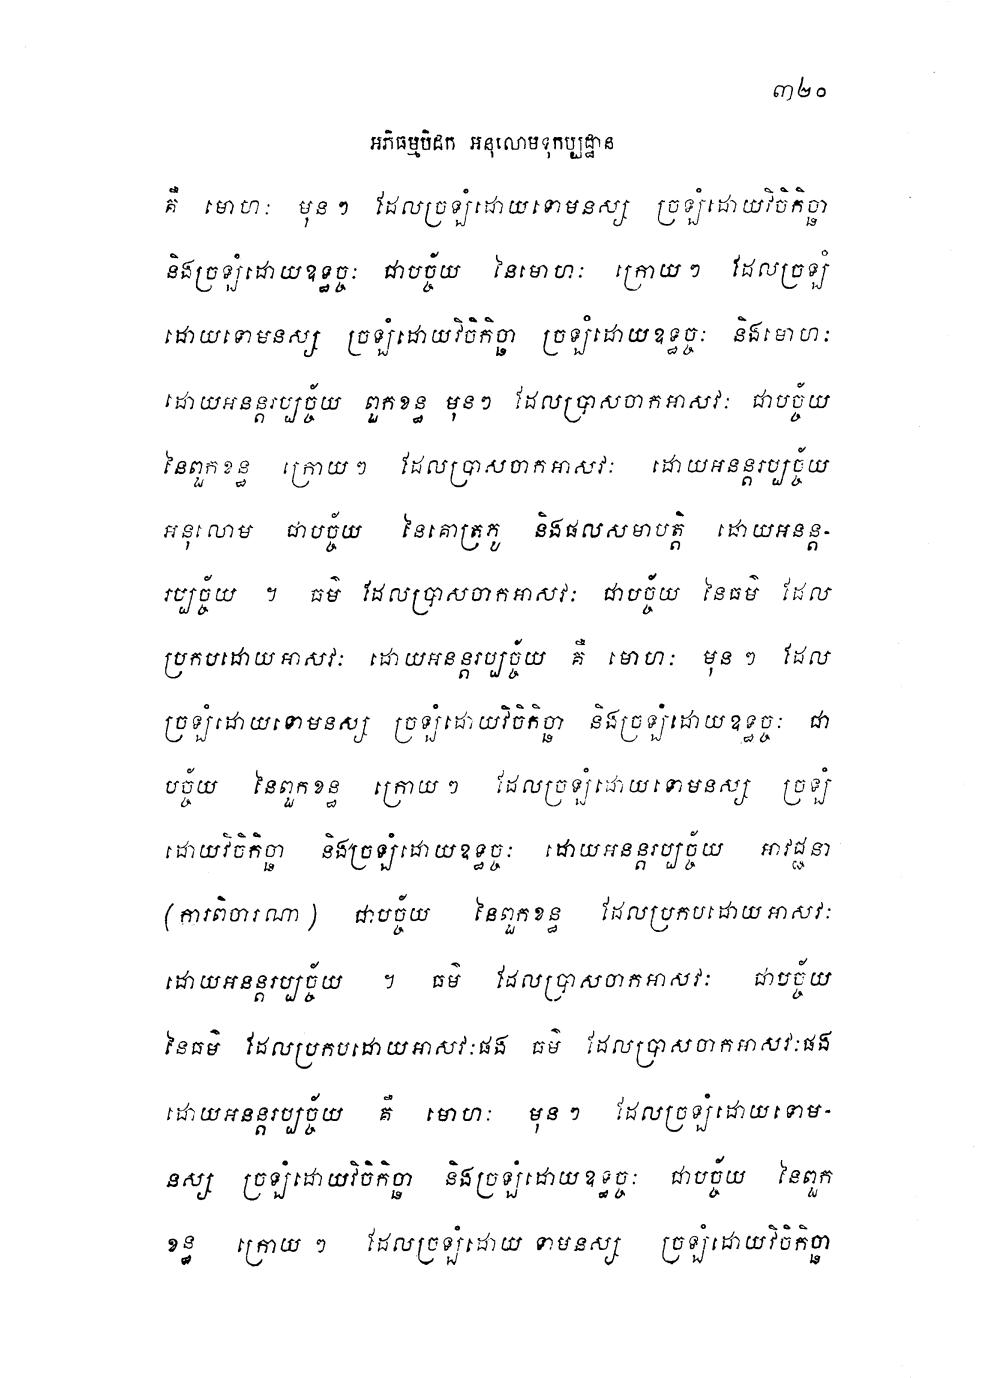 ៣២០
អភិធម្មបិដក អនុលោមទុកប្បដ្ឋាន
គឺ មោហៈ មុន ៗ ដែលច្រឡំដោយទោមនស្ស ច្រឡំដោយវិចិកិច្ឆា
និងច្រឡំដោយឧទ្ធច្ចៈ ជាបច្ច័យ នៃមោហៈ ក្រោយ ៗ ដែលច្រឡំ
ដោយទោមនស្ស ច្រឡំដោយវិចិកិច្ឆា ច្រឡំដោយឧទ្ធច្ចៈ និងមោហៈ
ដោយអនន្តរប្បច្ច័យ ពួកខន្ធ មុន ៗ ដែលប្រាសចាកអាសវៈ ជាបច្ច័យ
នៃពួកខន្ធ ក្រោយ ៗ ដែលប្រាសចាកអាសវៈ ដោយអនន្តរប្បច្ច័យ
អនុលោម ជាបច្ច័យ នៃគោត្រភូ និងផលសមាបត្តិ ដោយអនន្ត-
រប្បច្ច័យ ។ ធម៌ ដែលប្រាសចាកអាសវៈ ជាបច្ច័យ នៃធម៌ ដែល
ប្រកបដោយអាសវៈ ដោយអនន្តរប្បច្ច័យ គឺ មោហៈ មុន ៗ ដែល
ច្រឡំដោយទោមនស្ស ច្រឡំដោយវិចិកិច្ឆា និងច្រឡំដោយឧទ្ធច្ចៈ ជា
បច្ច័យ នៃពួកខន្ធ ក្រោយ ៗ ដែលច្រឡំដោយទោមនស្ស ច្រឡំ
ដោយវិចិកិច្ឆា និងច្រឡំដោយឧទ្ធច្ចៈ ដោយអនន្តរប្បច្ច័យ អាវជ្ជនា
(ការពិចារណា) ជាបច្ច័យ នៃពួកខន្ធ ដែលប្រកបដោយអាសវៈ
ដោយអនន្តរប្បច្ច័យ ។ ធម៌ ដែលប្រាសចាកអាសវៈ ជាបច្ច័យ
នៃធម៌ ដែលប្រកបដោយអាសវៈផង ធម៌ ដែលប្រាសចាកអាសវៈផង
ដោយអនន្តរប្បច្ច័យ គឺ មោហៈ មុន ៗ ដែលច្រឡំដោយទោម-
នស្ស ច្រឡំដោយវិចិកិច្ឆា និងច្រឡំដោយឧទ្ធច្ចៈ ជាបច្ច័យ នៃពួក
ខន្ធ ក្រោយ ៗ ដែលច្រឡំដោយ ទាមនស្ស ច្រឡំដោយវិចិកិច្ឆា